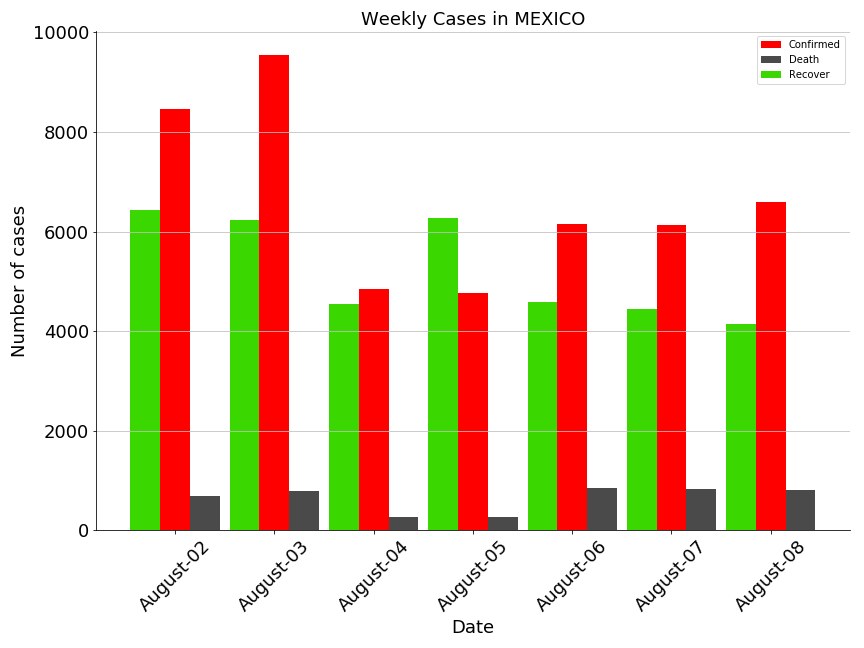 Weekly Cases in MEXICO
Confirmed
Death
Recover
Number of cases
10000
8000
6000
4000
2000
0
August-02
August-03
August-04
August-05
August-06
August-07
August-08
Date